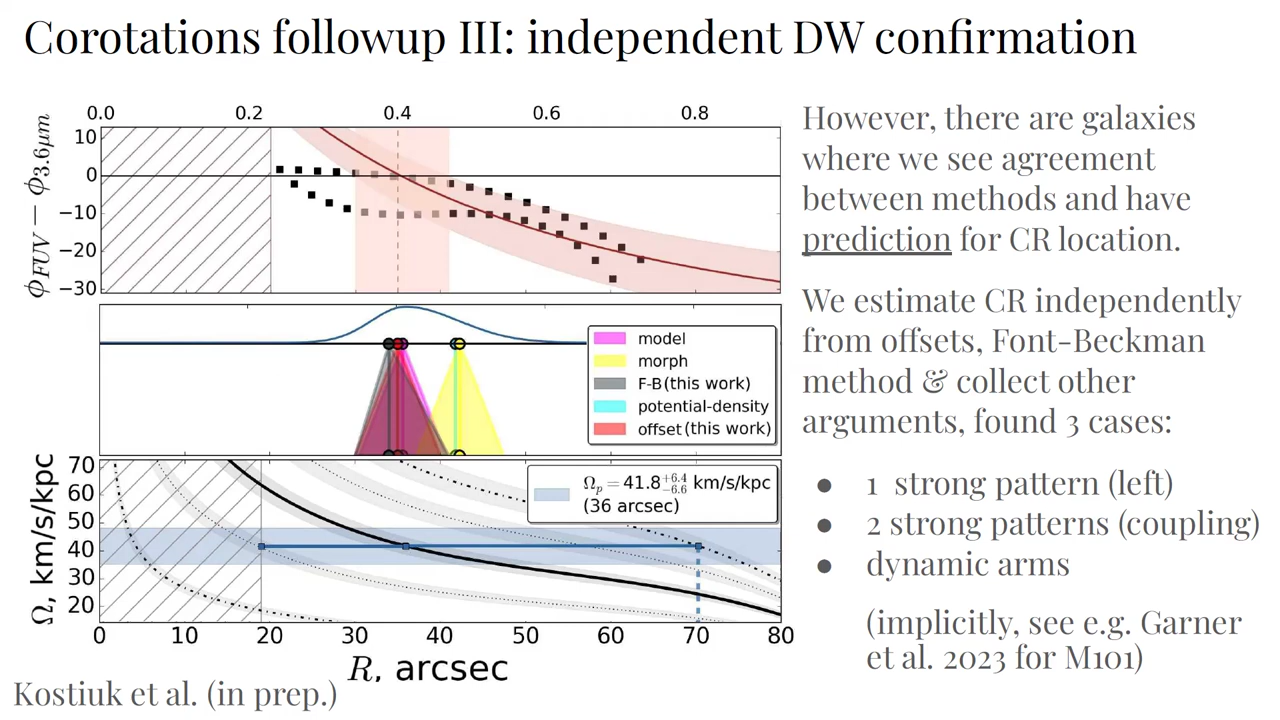 Corotations followup III: independent DW confirmation
0.0 0.2 0.4 0.6 0.8
10
0
−10
−20
−30
ϕ_FUV − ϕ_3.6μm
model
morph
F-B(this work)
potential-density
offset(this work)
70
60
50
40
30
20
Ω, km/s/kpc
Ω_p = 41.8^{+6.4}_{−6.6} km/s/kpc
(36 arcsec)
0 10 20 30 40 50 60 70 80
R, arcsec
Kostiuk et al. (in prep.)
However, there are galaxies
where we see agreement
between methods and have
prediction for CR location.
We estimate CR independently
from offsets, Font-Beckman
method & collect other
arguments, found 3 cases:
● 1 strong pattern (left)
● 2 strong patterns (coupling)
● dynamic arms
(implicitly, see e.g. Garner
et al. 2023 for M101)